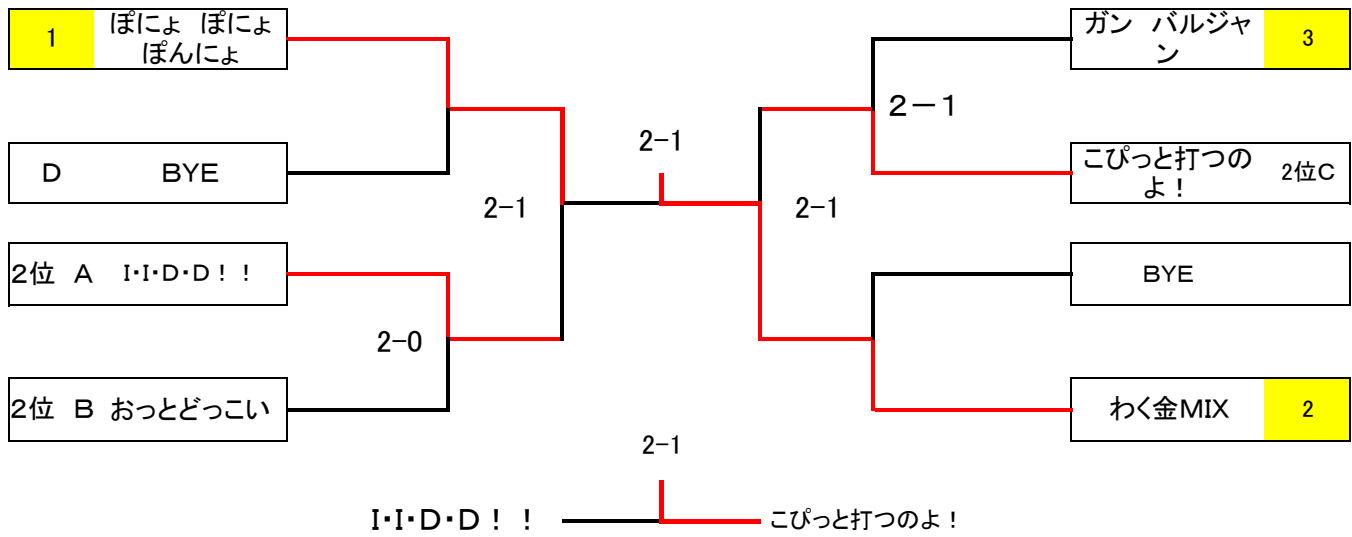 1 ぽにょ ぽにょ
ぽんにょ
D BYE
2位 A I・I・D・D！！
2位 B おっとどっこい
2-1
2-0
2-1
2-1
2－1
ガン バルジャ
ン
3
こぴっと打つの
よ！
2位C
BYE
わく金MIX 2
2-1
I・I・D・D！！
こぴっと打つのよ！